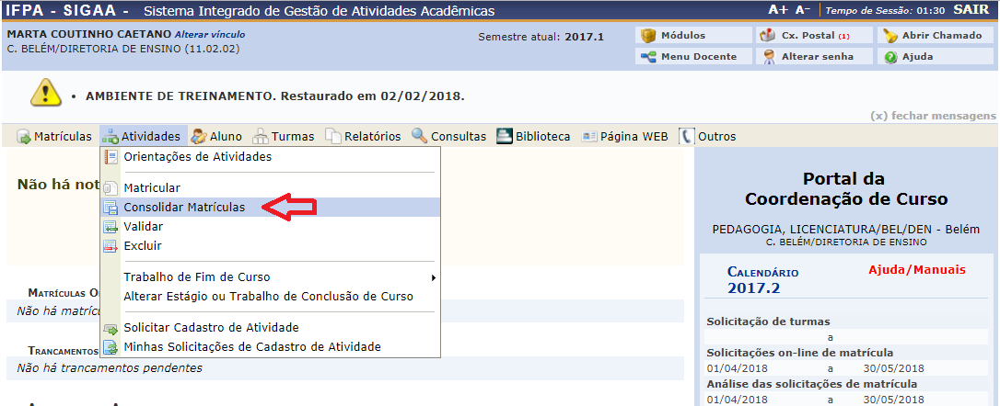 IFPA - SIGAA - Sistema Integrado de Gestão de Atividades Acadêmicas
A+ A- Tempo de Sessão: 01:30 SAIR
MARTA COUTINHO CAETANO Alterar vínculo
C. BELÉM/DIRETORIA DE ENSINO (11.02.02)
Semestre atual: 2017.1
Módulos Cx. Postal (1) Abrir Chamado
Menu Docente Alterar senha Ajuda
• AMBIENTE DE TREINAMENTO. Restaurado em 02/02/2018.
(x) fechar mensagens
Matrículas Atividades Aluno Turmas Relatórios Consultas Biblioteca Página WEB Outros
Orientações de Atividades
Matricular
Consolidar Matrículas
Validar
Excluir
Trabalho de Fim de Curso
Alterar Estágio ou Trabalho de Conclusão de Curso
Solicitar Cadastro de Atividade
Minhas Solicitações de Cadastro de Atividade
Não há
Matrículas
Não há
Trancamentos
Não há trancamentos pendentes
Portal da
Coordenação de Curso
PEDAGOGIA, LICENCIATURA/BEL/DEN - Belém
C. BELÉM/DIRETORIA DE ENSINO
Calendário
2017.2
Ajuda/Manuais
Solicitação de turmas
a
Solicitações on-line de matrícula
01/04/2018 a 30/05/2018
Análise das solicitações de matrícula
01/04/2018 a 30/05/2018